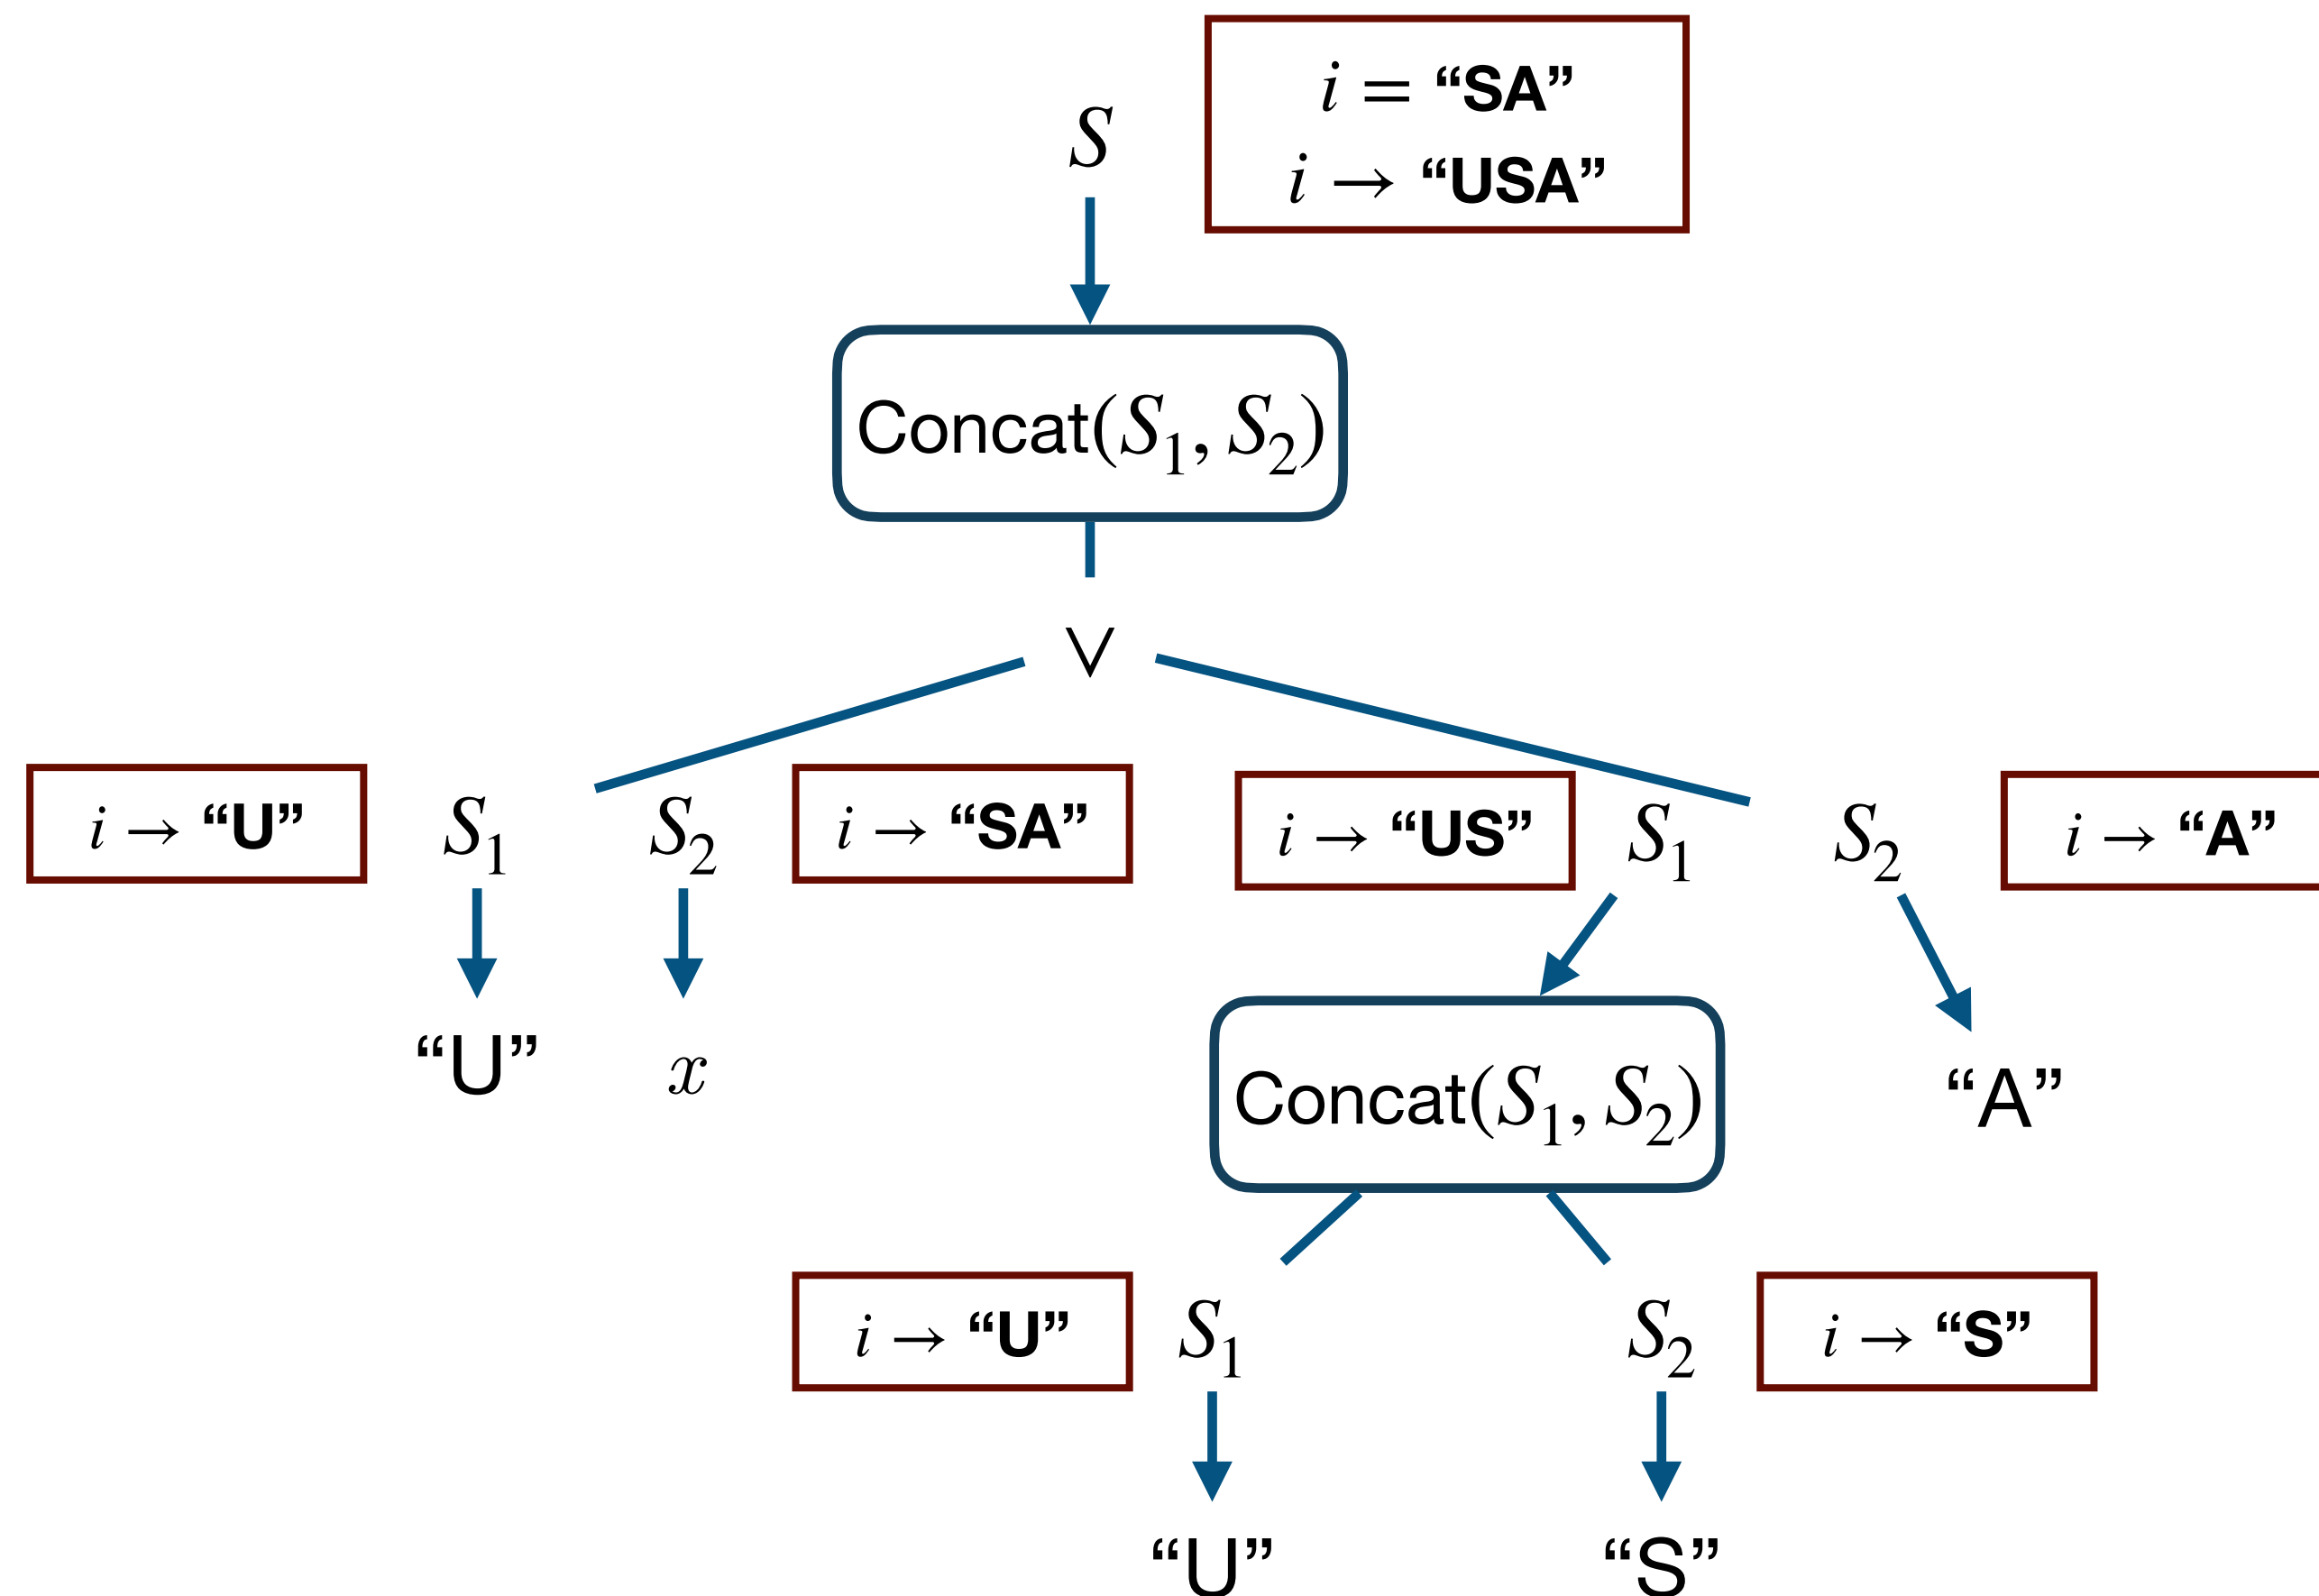 S
i = “SA”
i → “USA”
Concat(S₁, S₂)
∨
i → “U”
S₁
S₂
i → “SA”
i → “US”
S₁
S₂
i → “A”
“U”
x
Concat(S₁, S₂)
“A”
i → “U”
S₁
S₂
i → “S”
“U”
“S”